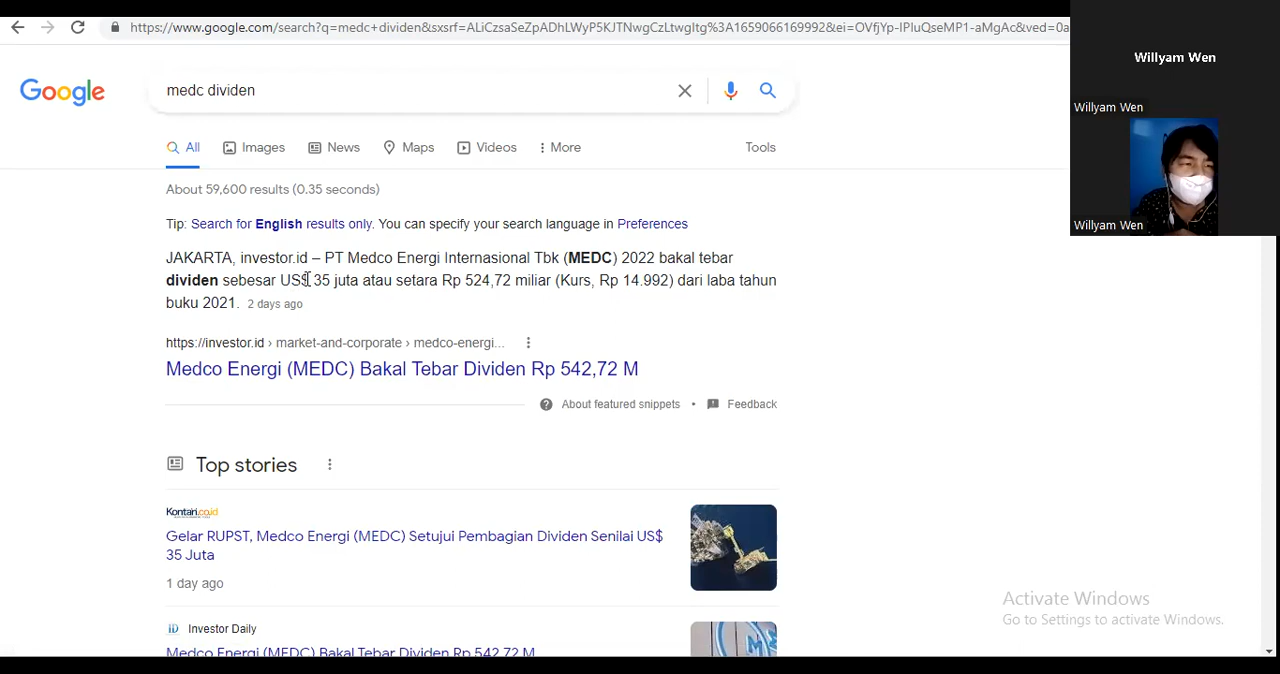 https://www.google.com/search?q=medc+dividen&sxsrf=ALiCzsaSeZpADhLWyP5KJTNwgCzLtwgItg%3A1659066169992&ei=OVfjYp-IPIuQseMP1-aMgAc&ved=0a
Willyam Wen
Willyam Wen
Willyam Wen
Google
medc dividen
All Images News Maps Videos More Tools
About 59,600 results (0.35 seconds)
Tip: Search for English results only. You can specify your search language in Preferences
JAKARTA, investor.id – PT Medco Energi Internasional Tbk (MEDC) 2022 bakal tebar
dividen sebesar US$ 35 juta atau setara Rp 524,72 miliar (Kurs, Rp 14.992) dari laba tahun
buku 2021. 2 days ago
https://investor.id › market-and-corporate › medco-energi...
Medco Energi (MEDC) Bakal Tebar Dividen Rp 542,72 M
About featured snippets • Feedback
Top stories
Kontan.co.id
Gelar RUPST, Medco Energi (MEDC) Setujui Pembagian Dividen Senilai US$
35 Juta
1 day ago
iD Investor Daily
Medco Energi (MEDC) Bakal Tebar Dividen Rp 542,72 M
Activate Windows
Go to Settings to activate Windows.